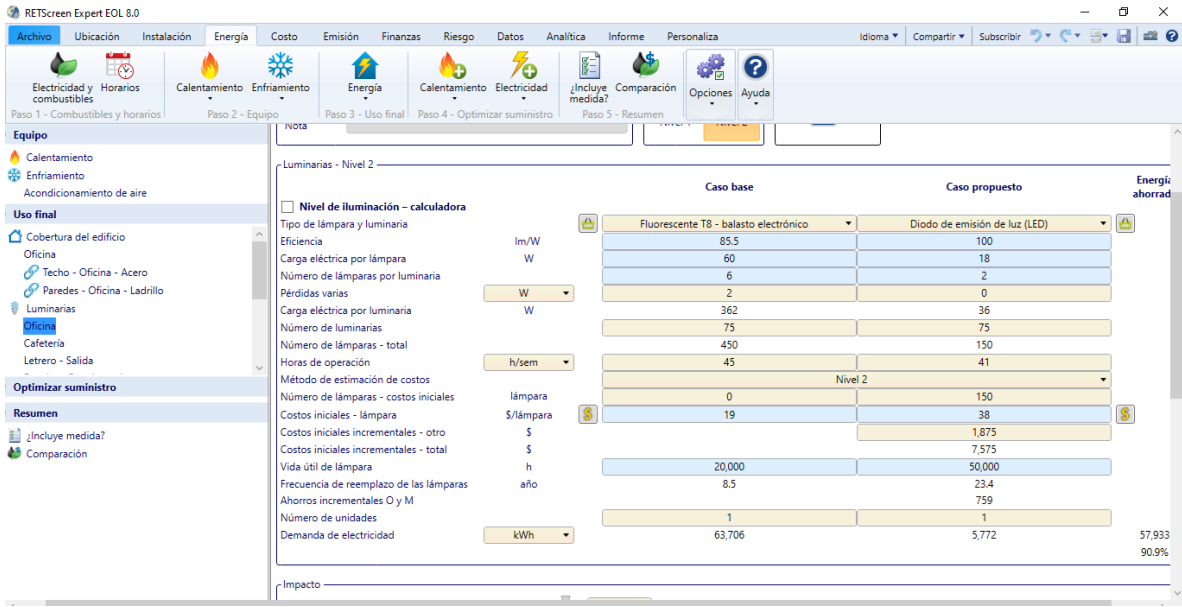 RETScreen Expert EOL 8.0
Archivo Ubicación Instalación Energía Costo Emisión Finanzas Riesgo Datos Analítica Informe Personaliza Idioma Compartir Suscribir
Electricidad y combustibles Horarios Calentamiento Enfriamiento Energía Calentamiento Electricidad ¿Incluye medida? Comparación Opciones Ayuda
Paso 1 - Combustibles y horarios Paso 2 - Equipo Paso 3 - Uso final Paso 4 - Optimizar suministro Paso 5 - Resumen
Equipo
Calentamiento
Enfriamiento
Acondicionamiento de aire
Uso final
Cobertura del edificio
Oficina
Techo - Oficina - Acero
Paredes - Oficina - Ladrillo
Luminarias
Oficina
Cafetería
Letrero - Salida
Optimizar suministro
Resumen
¿Incluye medida?
Comparación
Nota
Luminarias - Nivel 2
Caso base Caso propuesto Energía ahorrad
Nivel de iluminación – calculadora
Tipo de lámpara y luminaria Fluorescente T8 - balasto electrónico Diodo de emisión de luz (LED)
Eficiencia lm/W 85.5 100
Carga eléctrica por lámpara W 60 18
Número de lámparas por luminaria 6 2
Pérdidas varias W 2 0
Carga eléctrica por luminaria W 362 36
Número de luminarias 75 75
Número de lámparas - total 450 150
Horas de operación h/sem 45 41
Método de estimación de costos Nivel 2
Número de lámparas - costos iniciales lámpara 0 150
Costos iniciales - lámpara $/lámpara $ 19 38 $
Costos iniciales incrementales - otro $ 1,875
Costos iniciales incrementales - total $ 7,575
Vida útil de lámpara h 20,000 50,000
Frecuencia de reemplazo de las lámparas año 8.5 23.4
Ahorros incrementales O y M 759
Número de unidades 1 1
Demanda de electricidad kWh 63,706 5,772 57,933
90.9%
Impacto